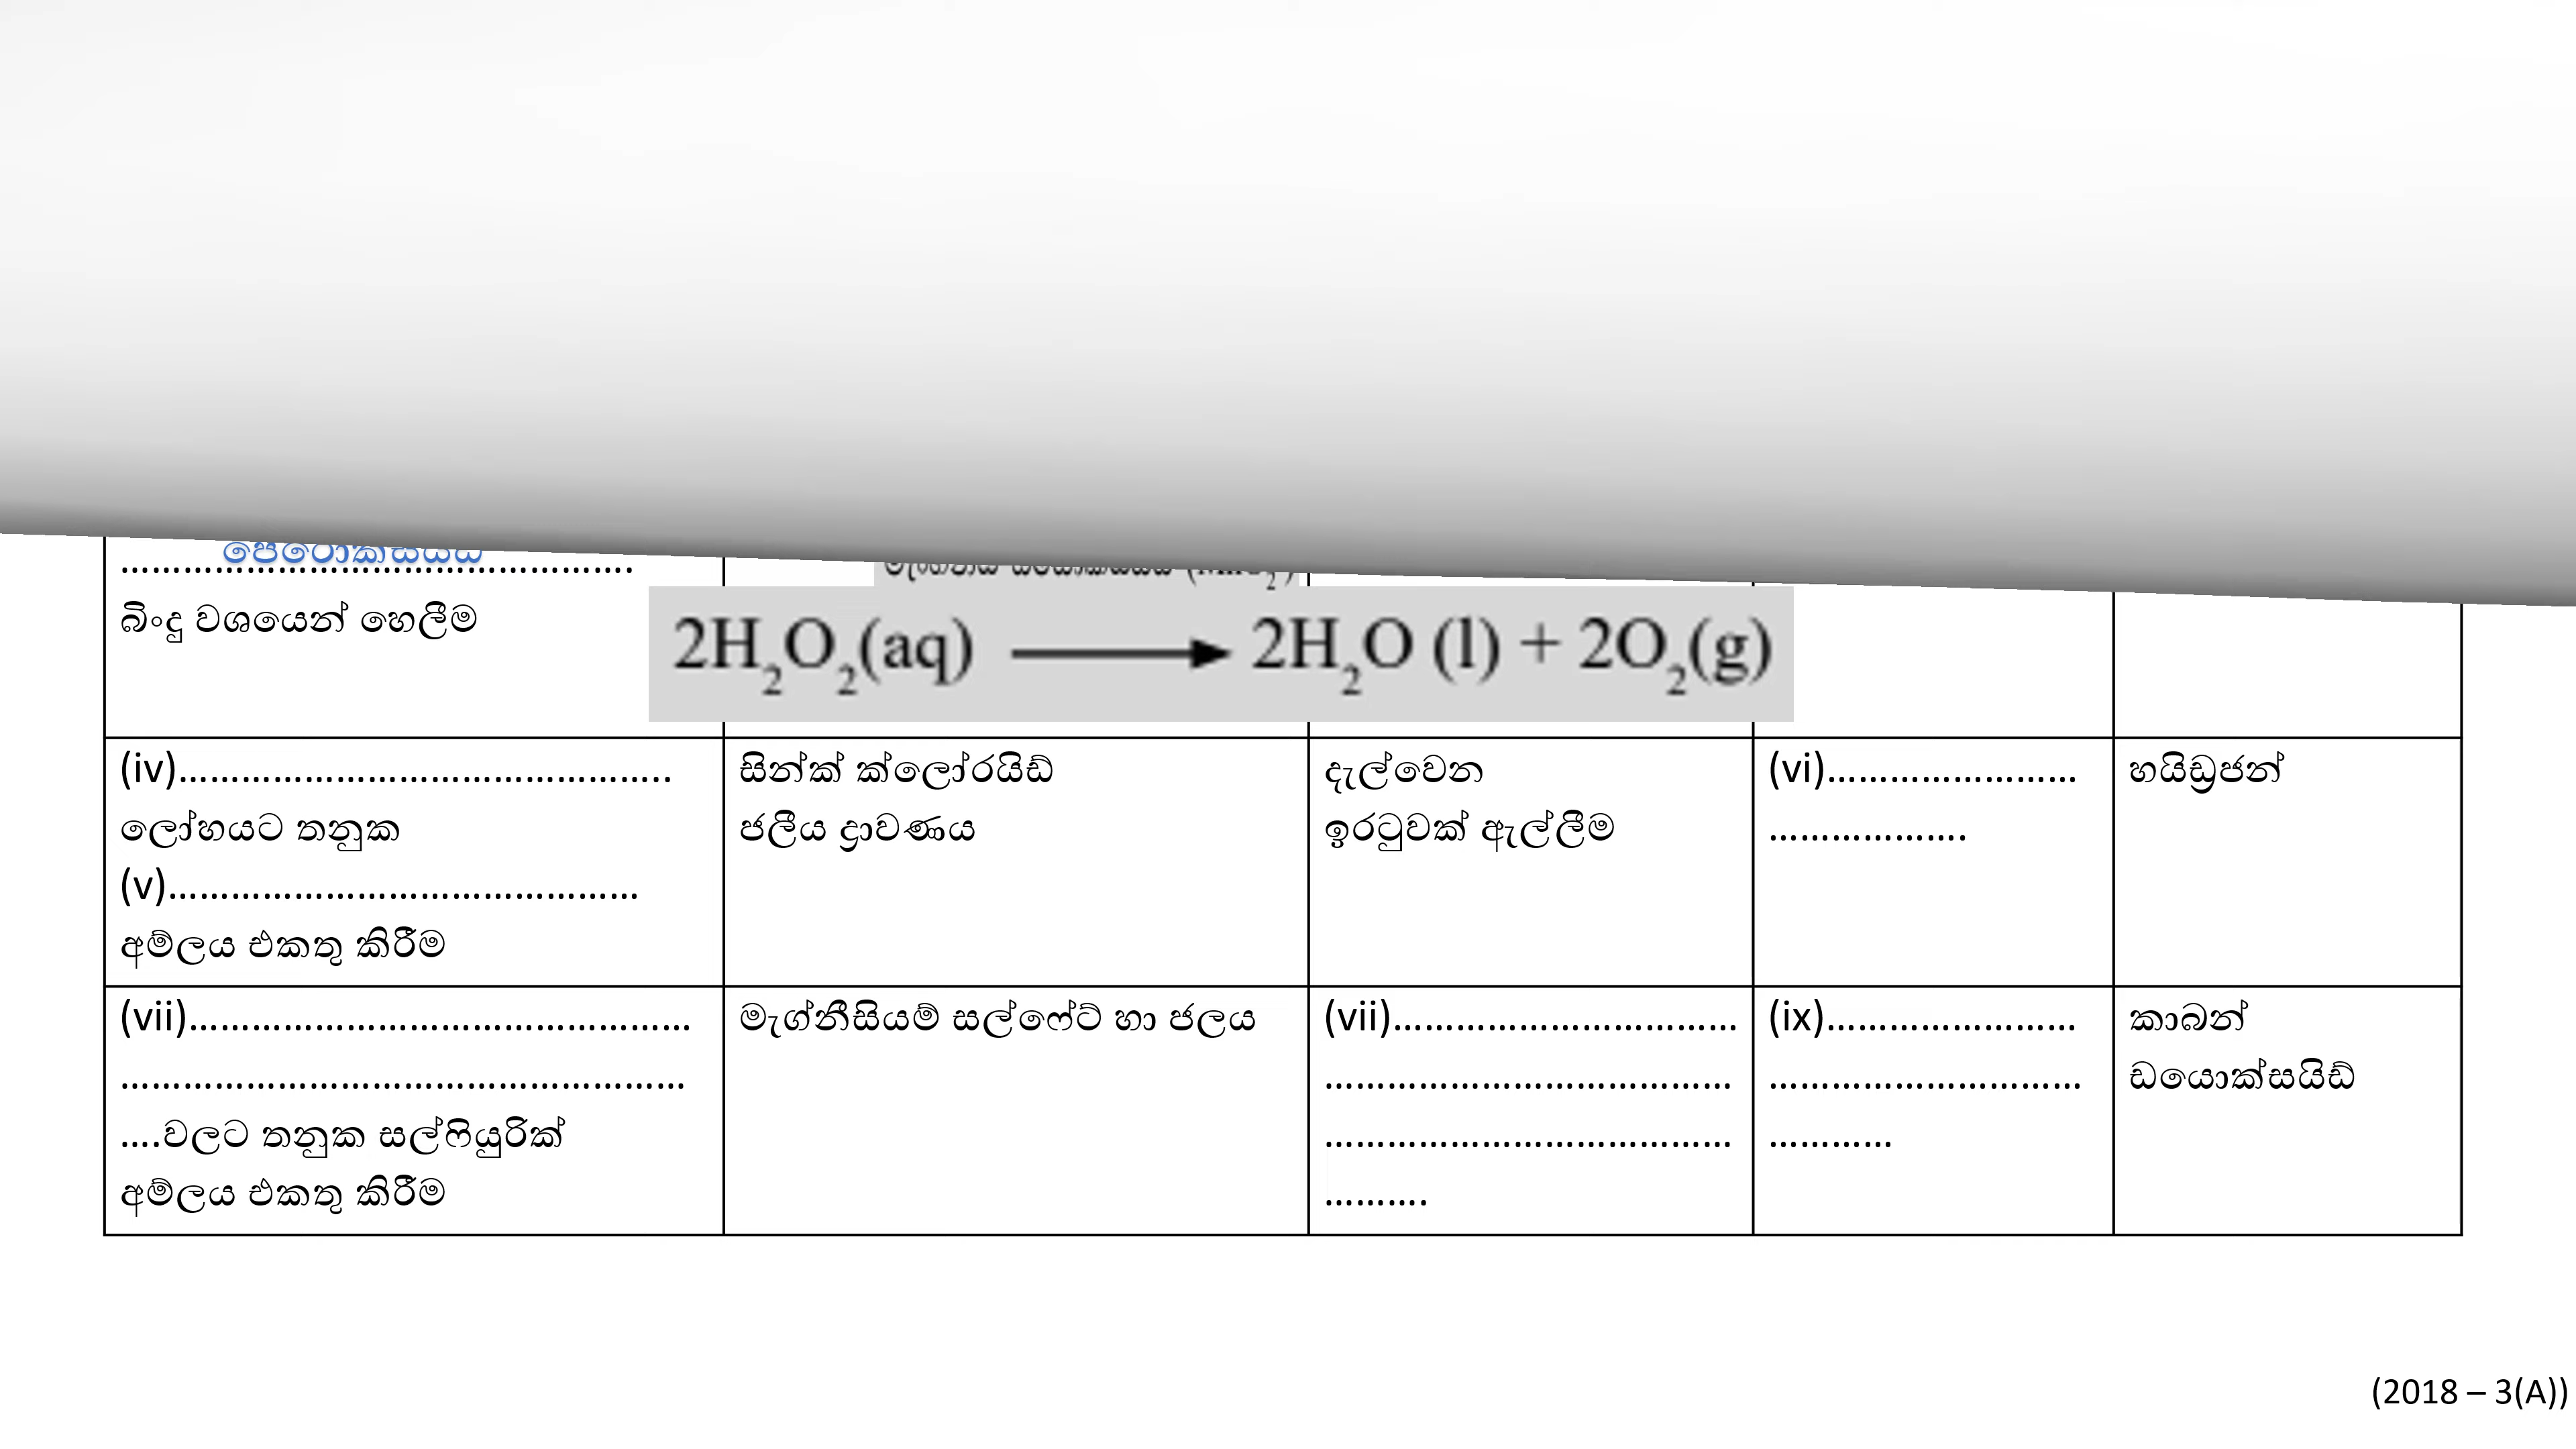 ..................................................
බිංදු වශයෙන් හෙලීම
2H₂O₂(aq) ⟶ 2H₂O (l) + 2O₂(g)
(iv)................................................
ලෝහයට තනුක
(v)...............................................
අම්ලය එකතු කිරීම
සින්ක් ක්ලෝරයිඩ්
ජලීය ද්‍රාවණය
දැල්වෙන
ඉරටුවක් ඇල්ලීම
(vi)........................
...................
හයිඩ්‍රජන්
(vii)................................................
......................................................
....වලට තනුක සල්ෆියුරික්
අම්ලය එකතු කිරීම
මැග්නීසියම් සල්ෆේට් හා ජලය
(vii).................................
.......................................
.......................................
..........
(ix)........................
..............................
............
කාබන්
ඩයොක්සයිඩ්
(2018 – 3(A))